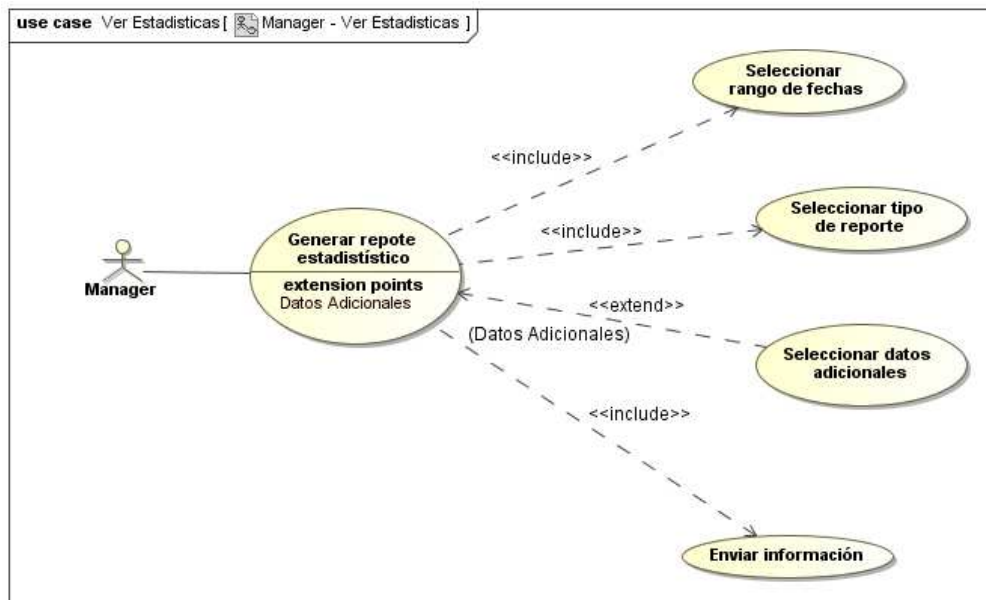 use case Ver Estadisticas [ Manager - Ver Estadisticas ]
Seleccionar
rango de fechas
<<include>>
Seleccionar tipo
de reporte
<<include>>
Generar repote
estadistístico
extension points
Datos Adicionales
Manager
<<extend>>
(Datos Adicionales)
Seleccionar datos
adicionales
<<include>>
Enviar información